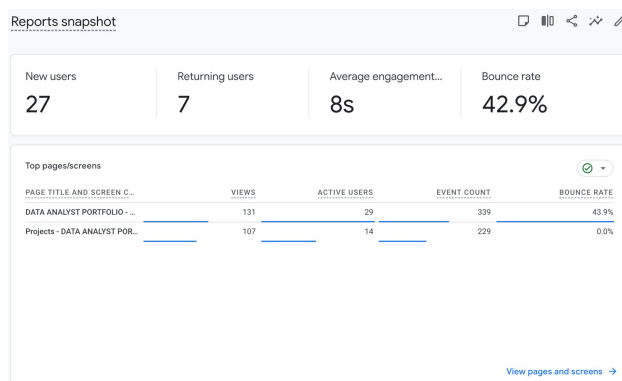 Reports snapshot
New users Returning users Average engagement... Bounce rate
27 7 8s 42.9%
Top pages/screens
PAGE TITLE AND SCREEN C... VIEWS ACTIVE USERS EVENT COUNT BOUNCE RATE
DATA ANALYST PORTFOLIO - ... 131 29 339 43.9%
Projects - DATA ANALYST POR... 107 14 229 0.0%
View pages and screens